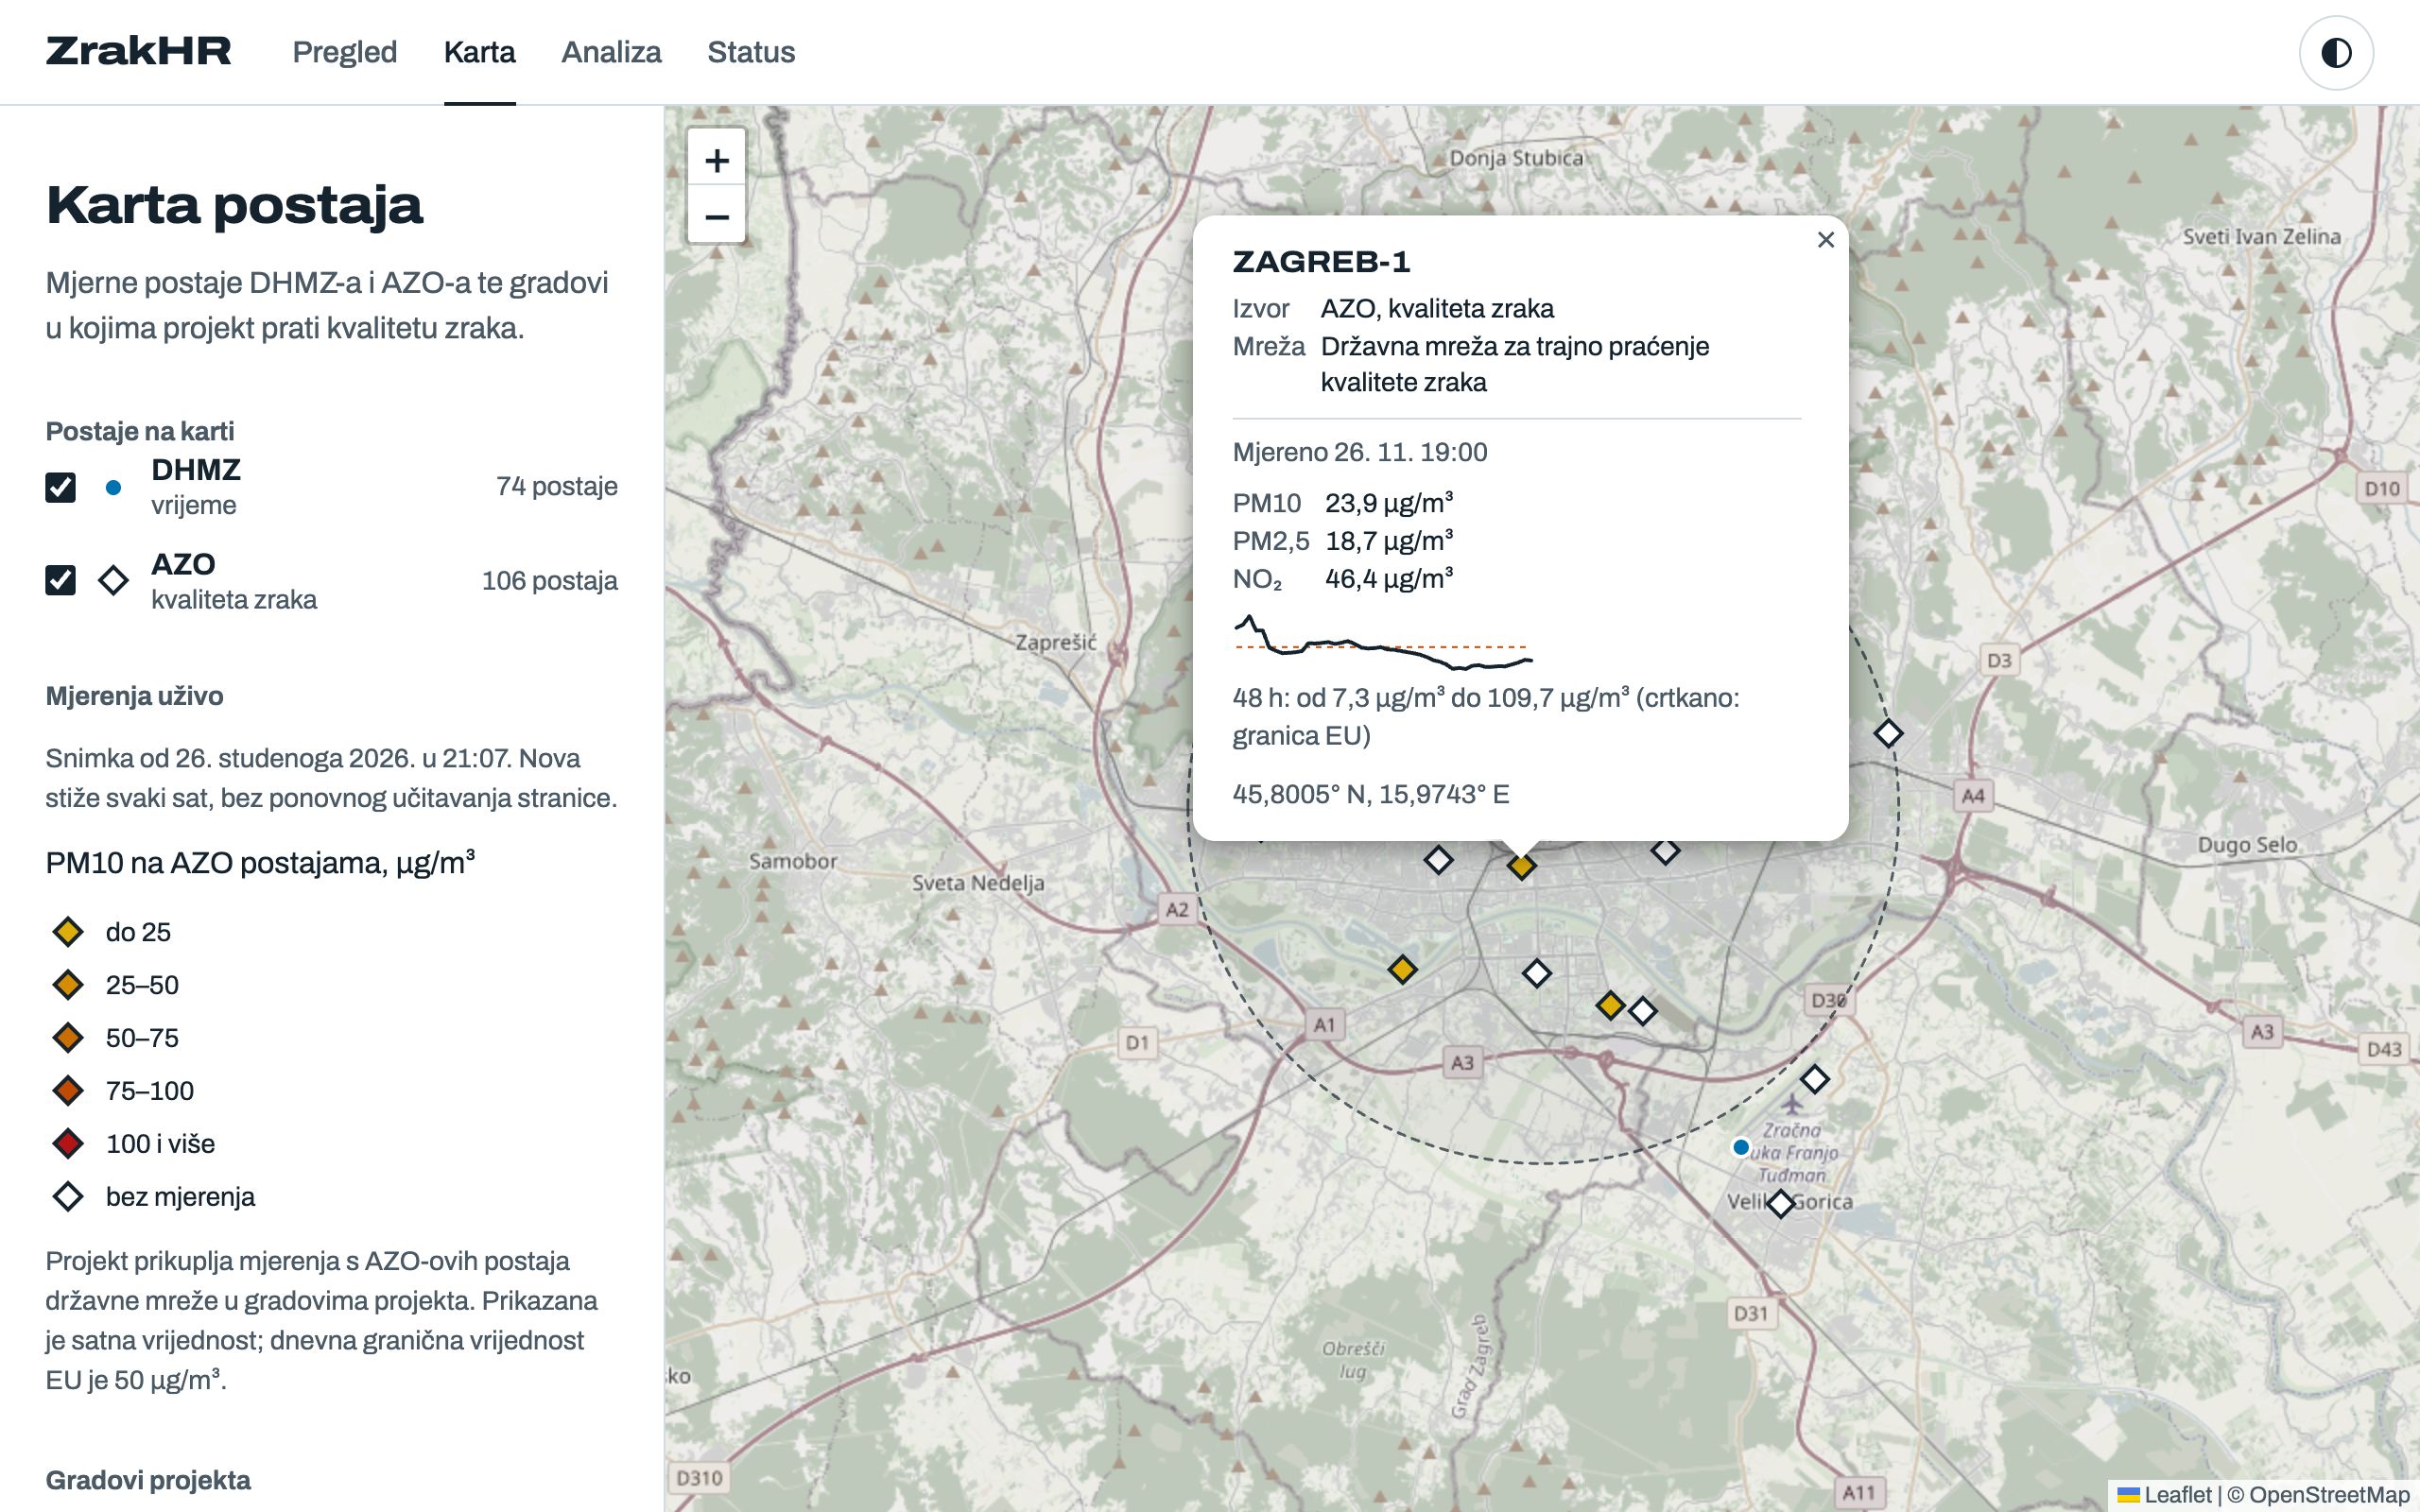 ZrakHR
Pregled
Karta
Analiza
Status
Karta postaja
Mjerne postaje DHMZ-a i AZO-a te gradovi
u kojima projekt prati kvalitetu zraka.
Postaje na karti
DHMZ
vrijeme
74 postaje
AZO
kvaliteta zraka
106 postaja
Mjerenja uživo
Snimka od 26. studenoga 2026. u 21:07. Nova
stiže svaki sat, bez ponovnog učitavanja stranice.
PM10 na AZO postajama, µg/m³
do 25
25–50
50–75
75–100
100 i više
bez mjerenja
Projekt prikuplja mjerenja s AZO-ovih postaja
državne mreže u gradovima projekta. Prikazana
je satna vrijednost; dnevna granična vrijednost
EU je 50 µg/m³.
Gradovi projekta
+
−
Donja Stubica
Sveti Ivan Zelina
ZAGREB-1
×
Izvor AZO, kvaliteta zraka
Mreža Državna mreža za trajno praćenje
kvalitete zraka
Mjereno 26. 11. 19:00
PM10 23,9 µg/m³
PM2,5 18,7 µg/m³
NO₂ 46,4 µg/m³
48 h: od 7,3 µg/m³ do 109,7 µg/m³ (crtkano:
granica EU)
45,8005° N, 15,9743° E
D10
Zaprešić
D3
A4
Samobor
Sveta Nedelja
Dugo Selo
A2
D30
A1
D1
A3
A3
D43
Zračna
uka Franjo
Tuđman
Velik Gorica
D31
Obrešči
lug
Grad Zagreb
ko
D310
A11
Leaflet | © OpenStreetMap